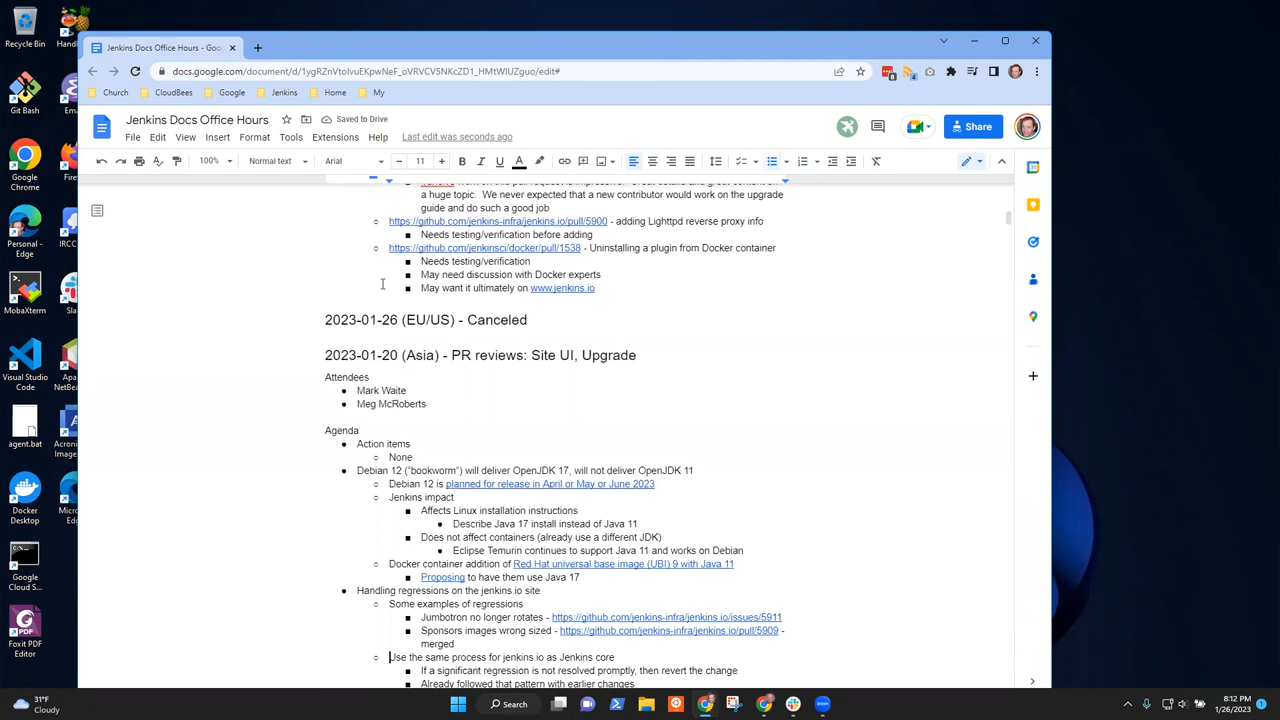 Recycle Bin
Git Bash
Google Chrome
Personal - Edge
MobaXterm
Visual Studio Code
agent.bat
Docker Desktop
Google Cloud S...
Foxit PDF Editor
Jenkins Docs Office Hours - Goo
docs.google.com/document/d/1ygRZnVtoIvuEKpwNeF_oVRVCV5NKcZD1_HMtWIUZguo/edit#
Church CloudBees Google Jenkins Home My
Jenkins Docs Office Hours
Saved to Drive
File Edit View Insert Format Tools Extensions Help Last edit was seconds ago
Share
100% Normal text Arial 11
a huge topic. We never expected that a new contributor would work on the upgrade
guide and do such a good job
https://github.com/jenkins-infra/jenkins.io/pull/5900 - adding Lighttpd reverse proxy info
Needs testing/verification before adding
https://github.com/jenkinsci/docker/pull/1538 - Uninstalling a plugin from Docker container
Needs testing/verification
May need discussion with Docker experts
May want it ultimately on www.jenkins.io
2023-01-26 (EU/US) - Canceled
2023-01-20 (Asia) - PR reviews: Site UI, Upgrade
Attendees
Mark Waite
Meg McRoberts
Agenda
Action items
None
Debian 12 ("bookworm") will deliver OpenJDK 17, will not deliver OpenJDK 11
Debian 12 is planned for release in April or May or June 2023
Jenkins impact
Affects Linux installation instructions
Describe Java 17 install instead of Java 11
Does not affect containers (already use a different JDK)
Eclipse Temurin continues to support Java 11 and works on Debian
Docker container addition of Red Hat universal base image (UBI) 9 with Java 11
Proposing to have them use Java 17
Handling regressions on the jenkins.io site
Some examples of regressions
Jumbotron no longer rotates - https://github.com/jenkins-infra/jenkins.io/issues/5911
Sponsors images wrong sized - https://github.com/jenkins-infra/jenkins.io/pull/5909 -
merged
Use the same process for jenkins.io as Jenkins core
If a significant regression is not resolved promptly, then revert the change
Already followed that pattern with earlier changes
31°F
Cloudy
Search
8:12 PM
1/26/2023